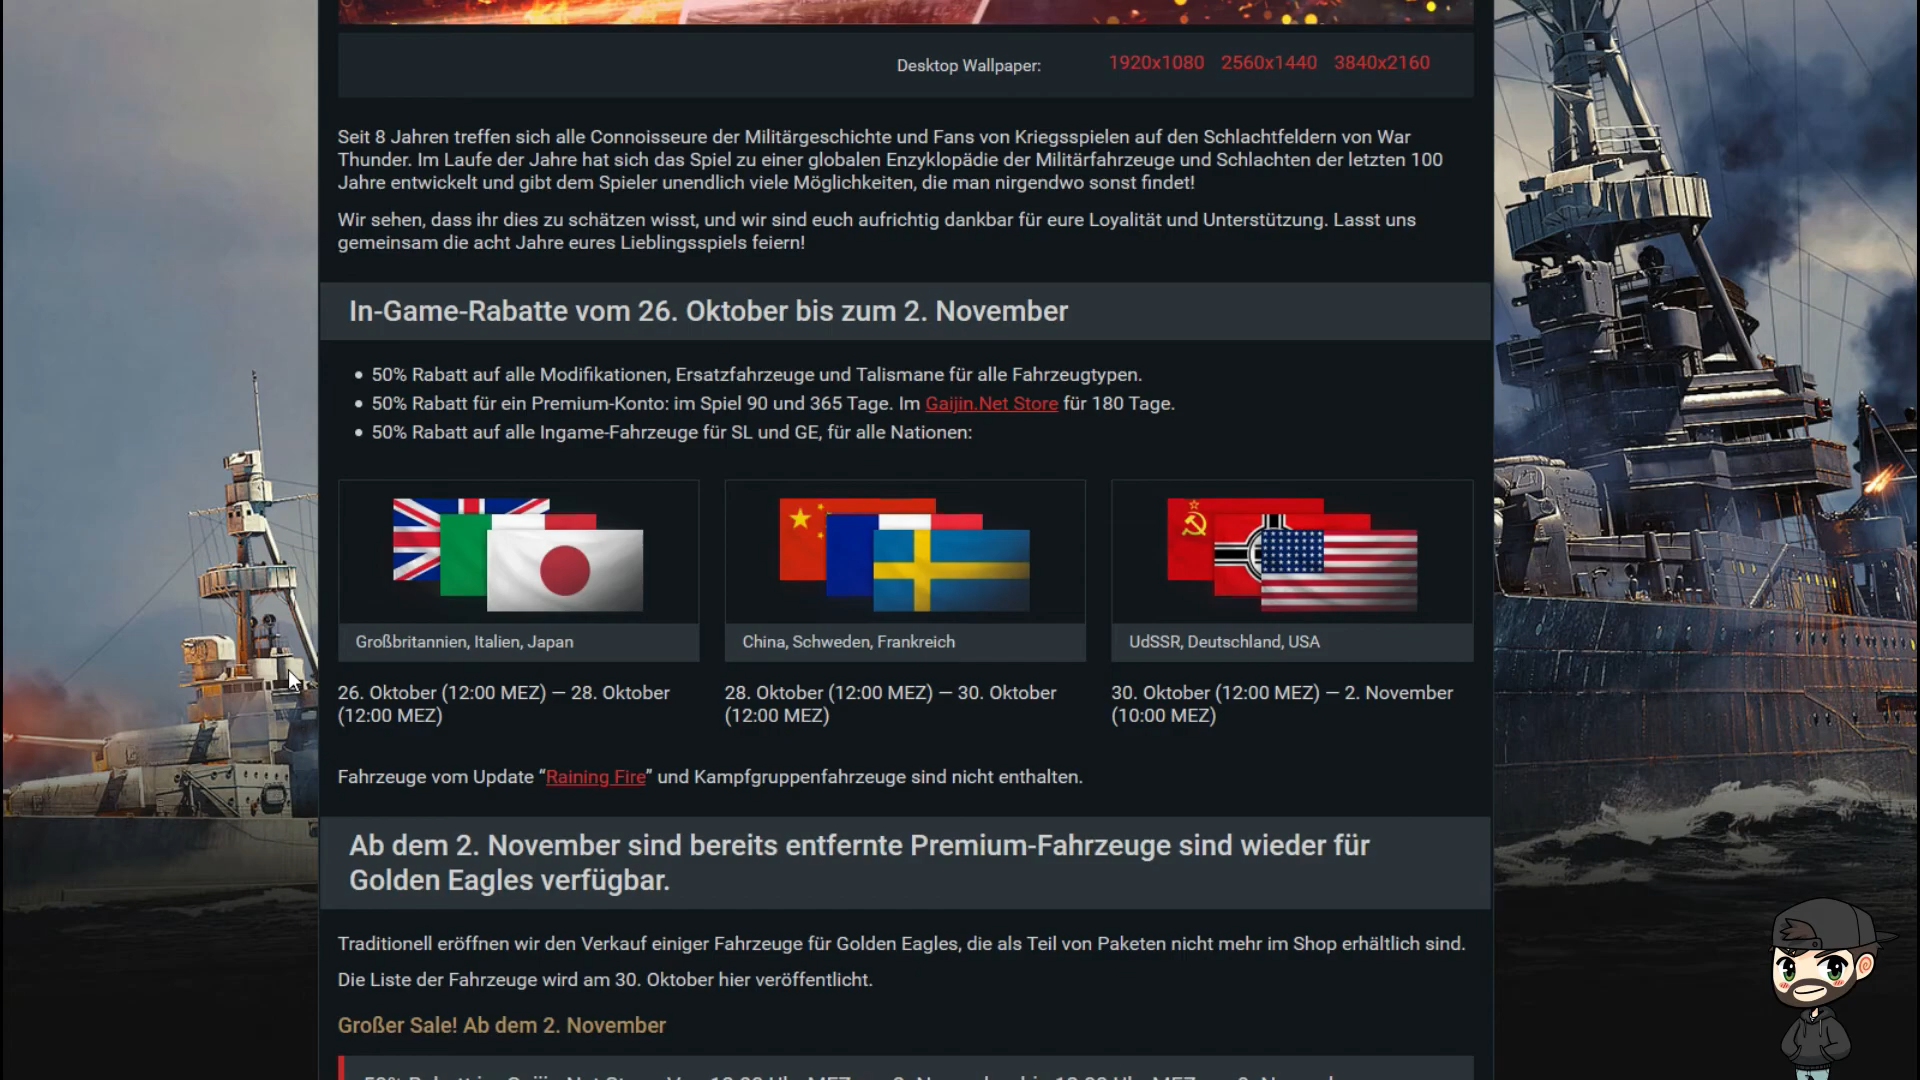 Desktop Wallpaper: 1920x1080 2560x1440 3840x2160
Seit 8 Jahren treffen sich alle Connoisseure der Militärgeschichte und Fans von Kriegsspielen auf den Schlachtfeldern von War
Thunder. Im Laufe der Jahre hat sich das Spiel zu einer globalen Enzyklopädie der Militärfahrzeuge und Schlachten der letzten 100
Jahre entwickelt und gibt dem Spieler unendlich viele Möglichkeiten, die man nirgendwo sonst findet!
Wir sehen, dass ihr dies zu schätzen wisst, und wir sind euch aufrichtig dankbar für eure Loyalität und Unterstützung. Lasst uns
gemeinsam die acht Jahre eures Lieblingsspiels feiern!
In-Game-Rabatte vom 26. Oktober bis zum 2. November
• 50% Rabatt auf alle Modifikationen, Ersatzfahrzeuge und Talismane für alle Fahrzeugtypen.
• 50% Rabatt für ein Premium-Konto: im Spiel 90 und 365 Tage. Im Gaijin.Net Store für 180 Tage.
• 50% Rabatt auf alle Ingame-Fahrzeuge für SL und GE, für alle Nationen:
Großbritannien, Italien, Japan
26. Oktober (12:00 MEZ) — 28. Oktober
(12:00 MEZ)
China, Schweden, Frankreich
28. Oktober (12:00 MEZ) — 30. Oktober
(12:00 MEZ)
UdSSR, Deutschland, USA
30. Oktober (12:00 MEZ) — 2. November
(10:00 MEZ)
Fahrzeuge vom Update “Raining Fire” und Kampfgruppenfahrzeuge sind nicht enthalten.
Ab dem 2. November sind bereits entfernte Premium-Fahrzeuge sind wieder für
Golden Eagles verfügbar.
Traditionell eröffnen wir den Verkauf einiger Fahrzeuge für Golden Eagles, die als Teil von Paketen nicht mehr im Shop erhältlich sind.
Die Liste der Fahrzeuge wird am 30. Oktober hier veröffentlicht.
Großer Sale! Ab dem 2. November